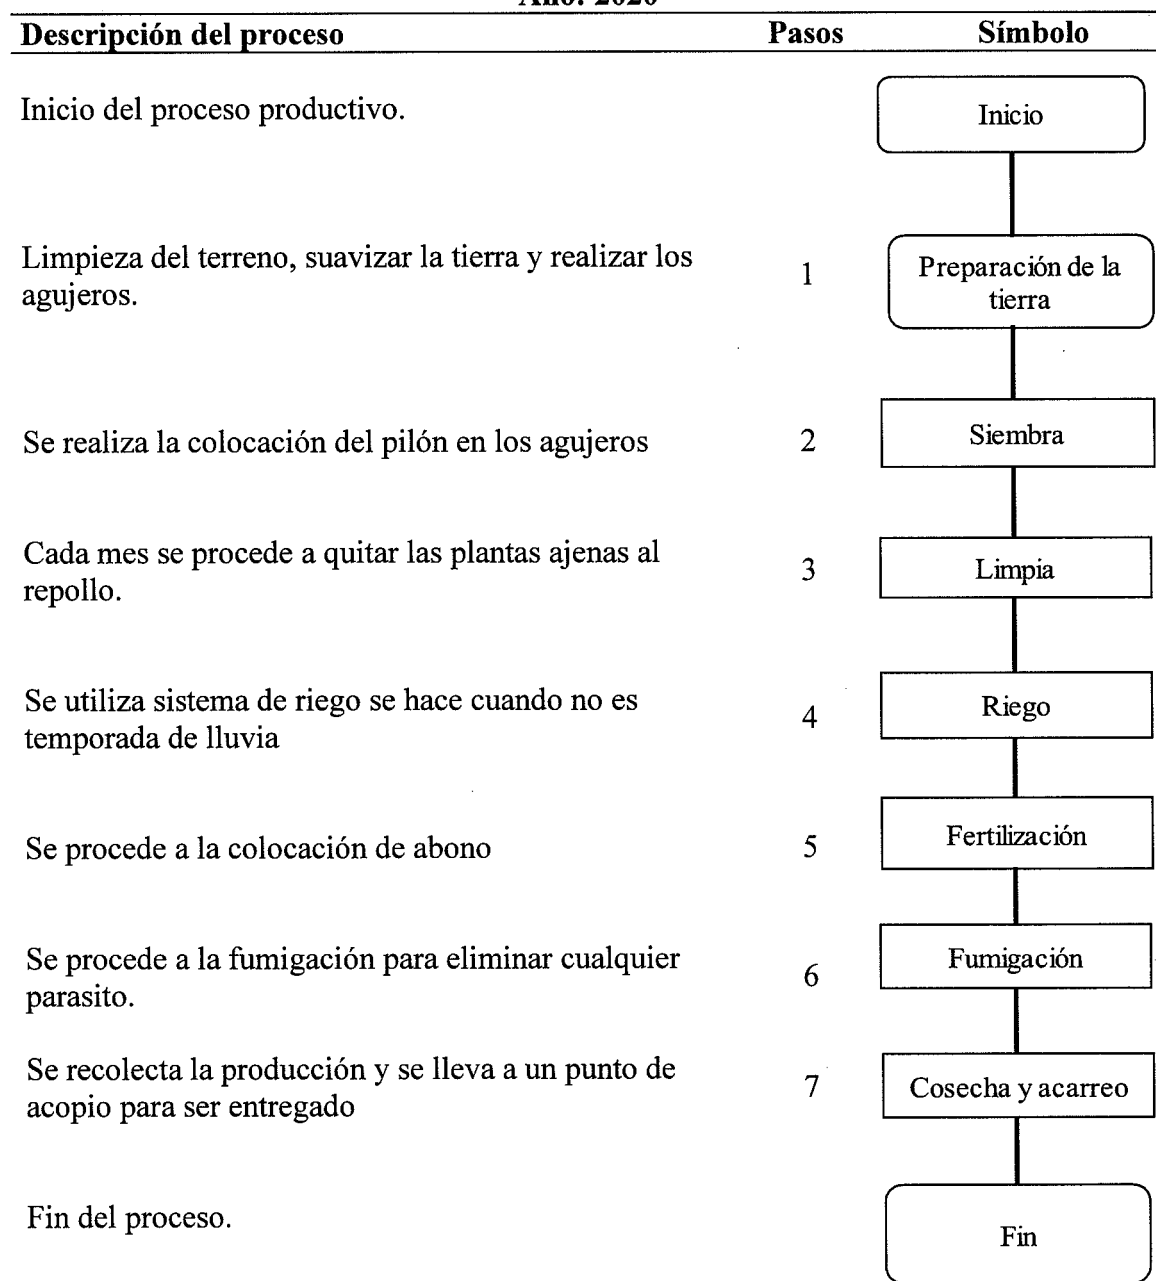 Año: 2020
Descripción del proceso Pasos Símbolo
Inicio del proceso productivo. Inicio
Limpieza del terreno, suavizar la tierra y realizar los
agujeros.
1
Preparación de la
tierra
Se realiza la colocación del pilón en los agujeros 2 Siembra
Cada mes se procede a quitar las plantas ajenas al
repollo.
3 Limpia
Se utiliza sistema de riego se hace cuando no es
temporada de lluvia
4 Riego
Se procede a la colocación de abono 5 Fertilización
Se procede a la fumigación para eliminar cualquier
parasito.
6 Fumigación
Se recolecta la producción y se lleva a un punto de
acopio para ser entregado
7 Cosecha y acarreo
Fin del proceso. Fin